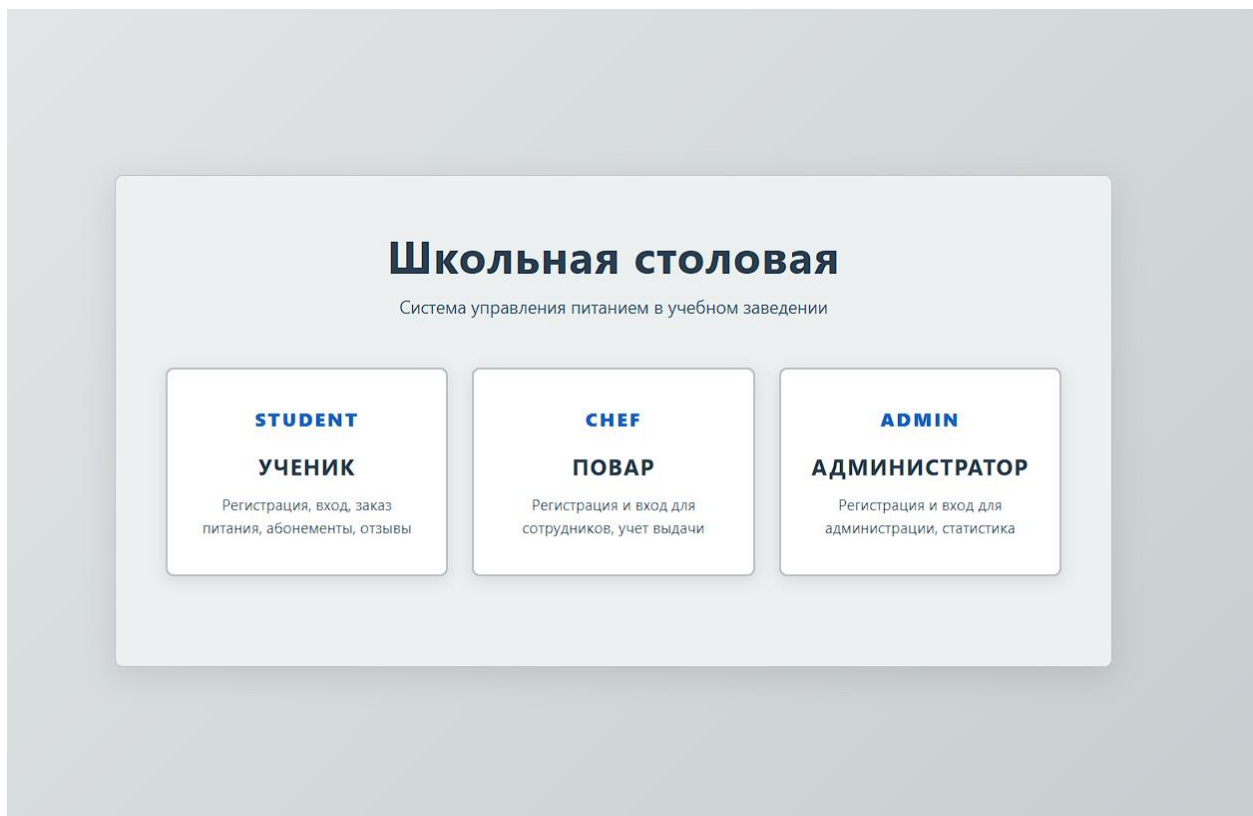 Школьная столовая
Система управления питанием в учебном заведении
STUDENT
УЧЕНИК
Регистрация, вход, заказ
питания, абонементы, отзывы
CHEF
ПОВАР
Регистрация и вход для
сотрудников, учет выдачи
ADMIN
АДМИНИСТРАТОР
Регистрация и вход для
администрации, статистика